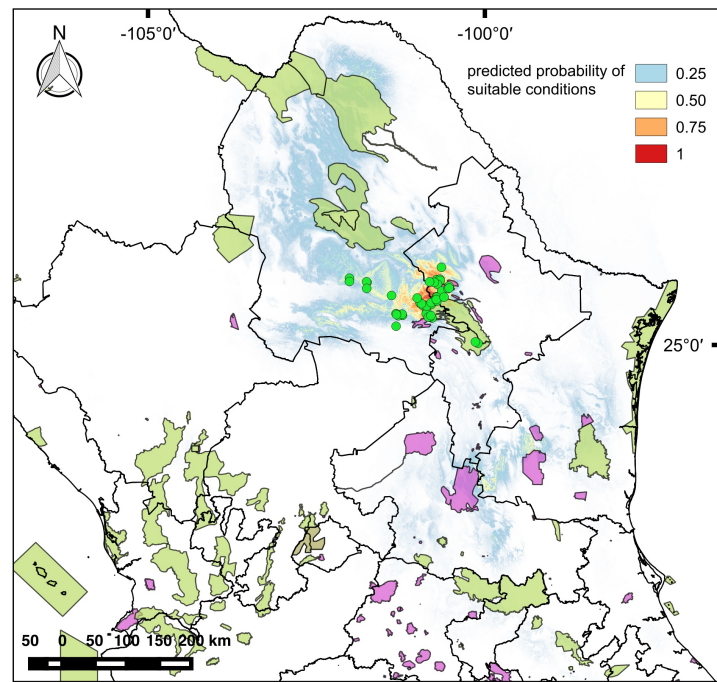 -105°0′
-100°0′
N
predicted probability of
suitable conditions
0.25
0.50
0.75
1
25°0′
50 0 50 100 150 200 km